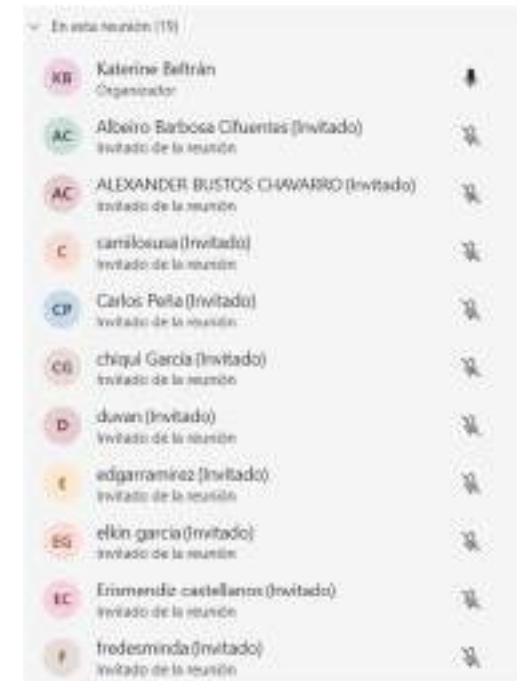 En esta reunión (19)
KB
Katerine Beltrán
Organizador
AC
Albeiro Barbosa Cifuentes (Invitado)
Invitado de la reunión
AC
ALEXANDER BUSTOS CHAVARRO (Invitado)
Invitado de la reunión
C
camilosusa (Invitado)
Invitado de la reunión
CP
Carlos Peña (Invitado)
Invitado de la reunión
CG
chiqui García (Invitado)
Invitado de la reunión
D
duvan (Invitado)
Invitado de la reunión
E
edgarramirez (Invitado)
Invitado de la reunión
EG
elkin garcia (Invitado)
Invitado de la reunión
EC
Erismendiz castellanos (Invitado)
Invitado de la reunión
F
fredesminda (Invitado)
Invitado de la reunión